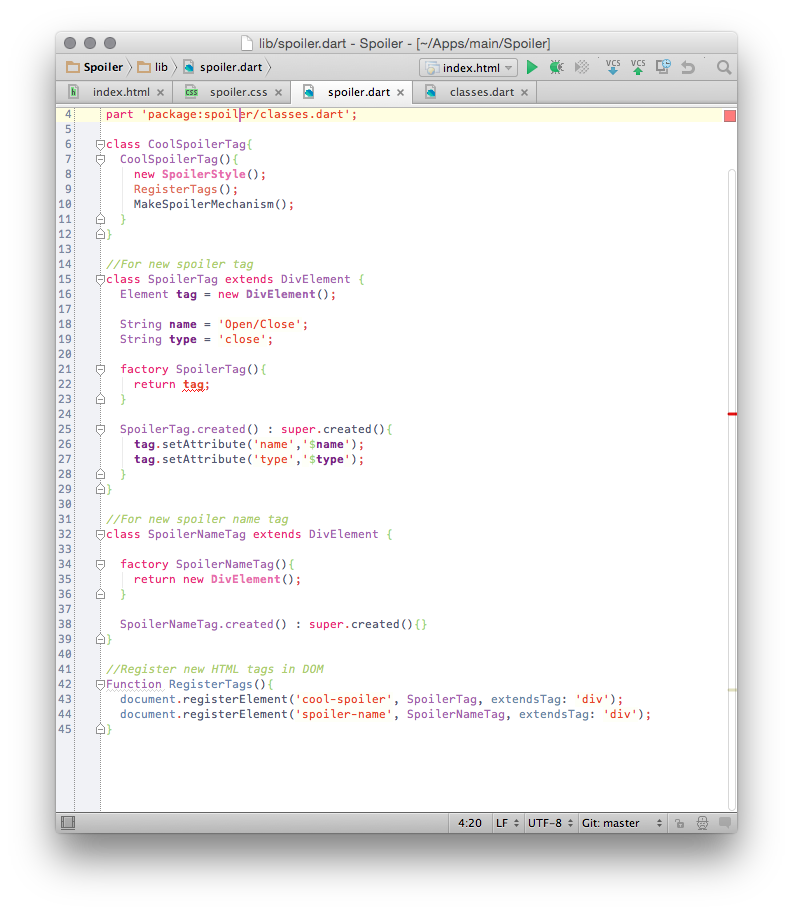 lib/spoiler.dart - Spoiler - [~/Apps/main/Spoiler]
Spoiler lib spoiler.dart index.html VCS VCS
index.html spoiler.css spoiler.dart classes.dart
4 part 'package:spoiler/classes.dart';
5
6 class CoolSpoilerTag{
7 CoolSpoilerTag(){
8 new SpoilerStyle();
9 RegisterTags();
10 MakeSpoilerMechanism();
11 }
12 }
13
14 //For new spoiler tag
15 class SpoilerTag extends DivElement {
16 Element tag = new DivElement();
17
18 String name = 'Open/Close';
19 String type = 'close';
20
21 factory SpoilerTag(){
22 return tag;
23 }
24
25 SpoilerTag.created() : super.created(){
26 tag.setAttribute('name','$name');
27 tag.setAttribute('type','$type');
28 }
29 }
30
31 //For new spoiler name tag
32 class SpoilerNameTag extends DivElement {
33
34 factory SpoilerNameTag(){
35 return new DivElement();
36 }
37
38 SpoilerNameTag.created() : super.created(){}
39 }
40
41 //Register new HTML tags in DOM
42 Function RegisterTags(){
43 document.registerElement('cool-spoiler', SpoilerTag, extendsTag: 'div');
44 document.registerElement('spoiler-name', SpoilerNameTag, extendsTag: 'div');
45 }
4:20 LF UTF-8 Git: master